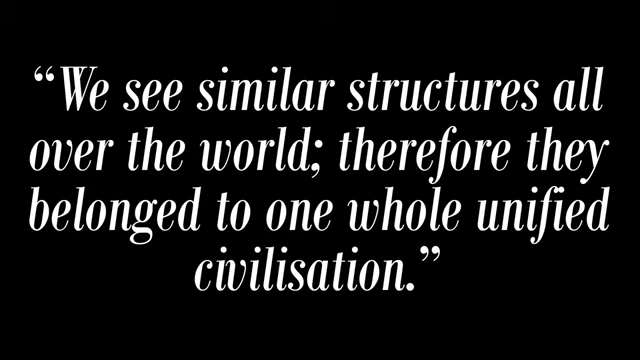 “We see similar structures all
over the world; therefore they
belonged to one whole unified
civilisation.”